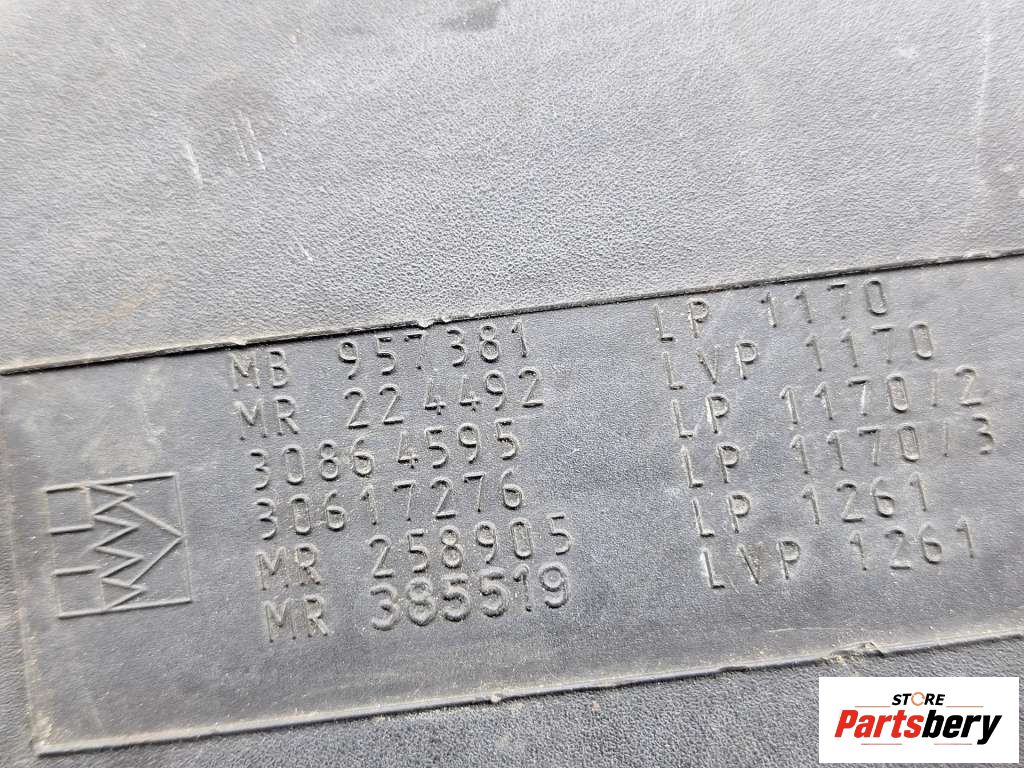 MB 957381
MR 224492
30864595
30617276
MR 258905
MR 385519
LP 1170
LVP 1170
LP 1170/2
LP 1170/3
LP 1261
LVP 1261
STORE
Partsbery